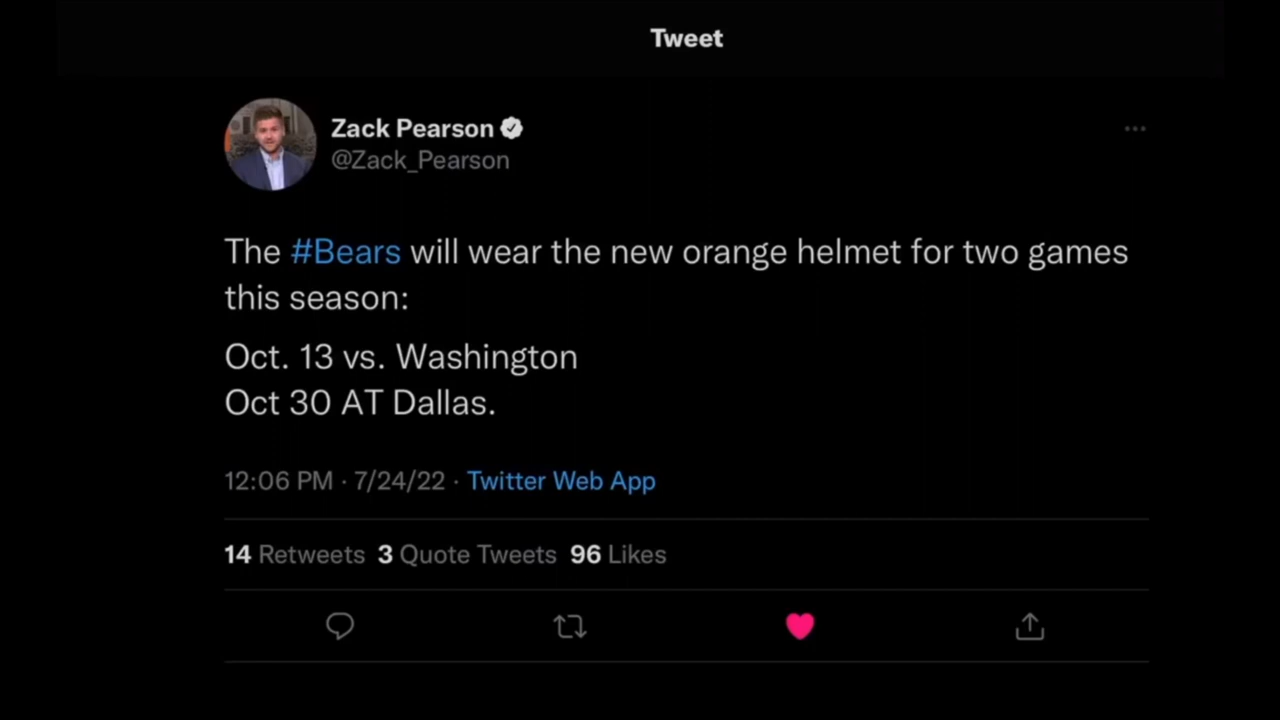 Tweet
Zack Pearson
@Zack_Pearson
The #Bears will wear the new orange helmet for two games
this season:
Oct. 13 vs. Washington
Oct 30 AT Dallas.
12:06 PM · 7/24/22 · Twitter Web App
14 Retweets 3 Quote Tweets 96 Likes